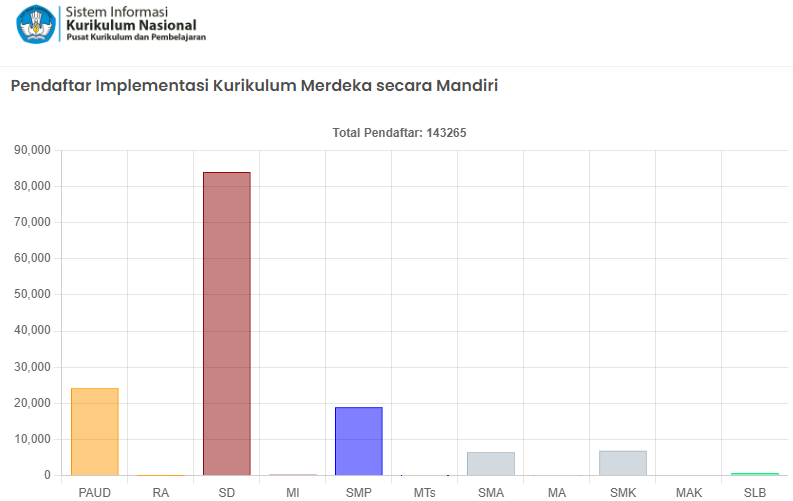 Sistem Informasi
Kurikulum Nasional
Pusat Kurikulum dan Pembelajaran
Pendaftar Implementasi Kurikulum Merdeka secara Mandiri
Total Pendaftar: 143265
90,000
80,000
70,000
60,000
50,000
40,000
30,000
20,000
10,000
0
PAUD RA SD MI SMP MTs SMA MA SMK MAK SLB